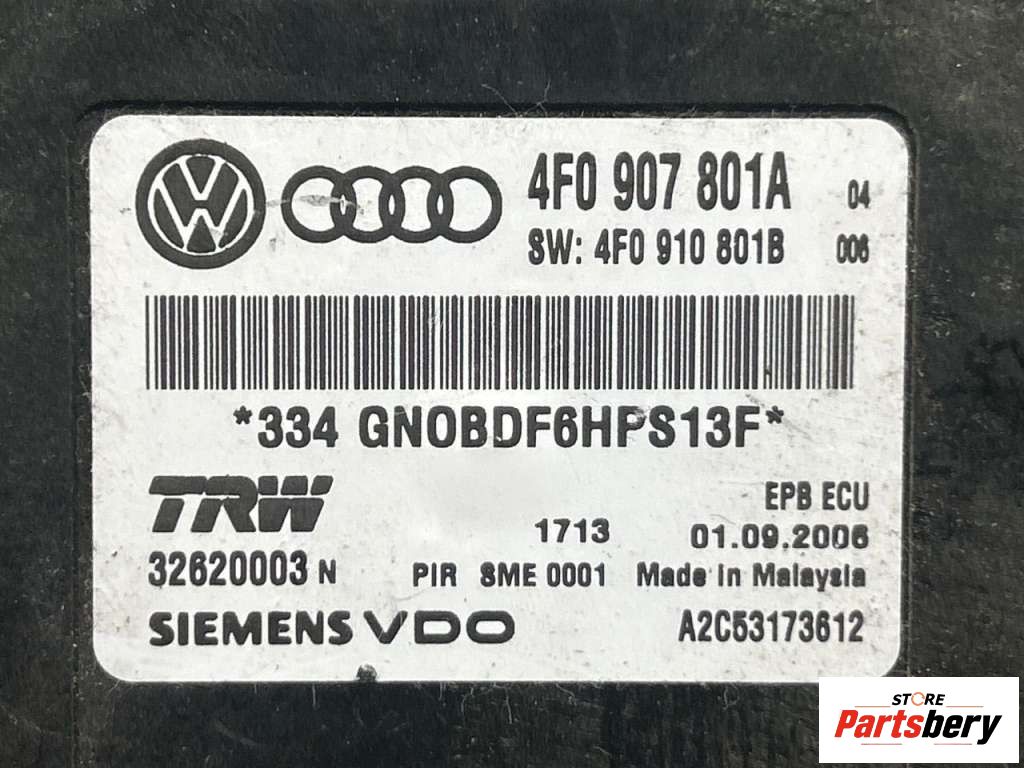 4F0 907 801A 04
SW: 4F0 910 801B 006
*334 GN0BDF6HPS13F*
TRW
EPB ECU
1713 01.09.2006
32620003 N PIR SME 0001 Made in Malaysia
SIEMENS VDO A2C53173612
STORE
Partsbery